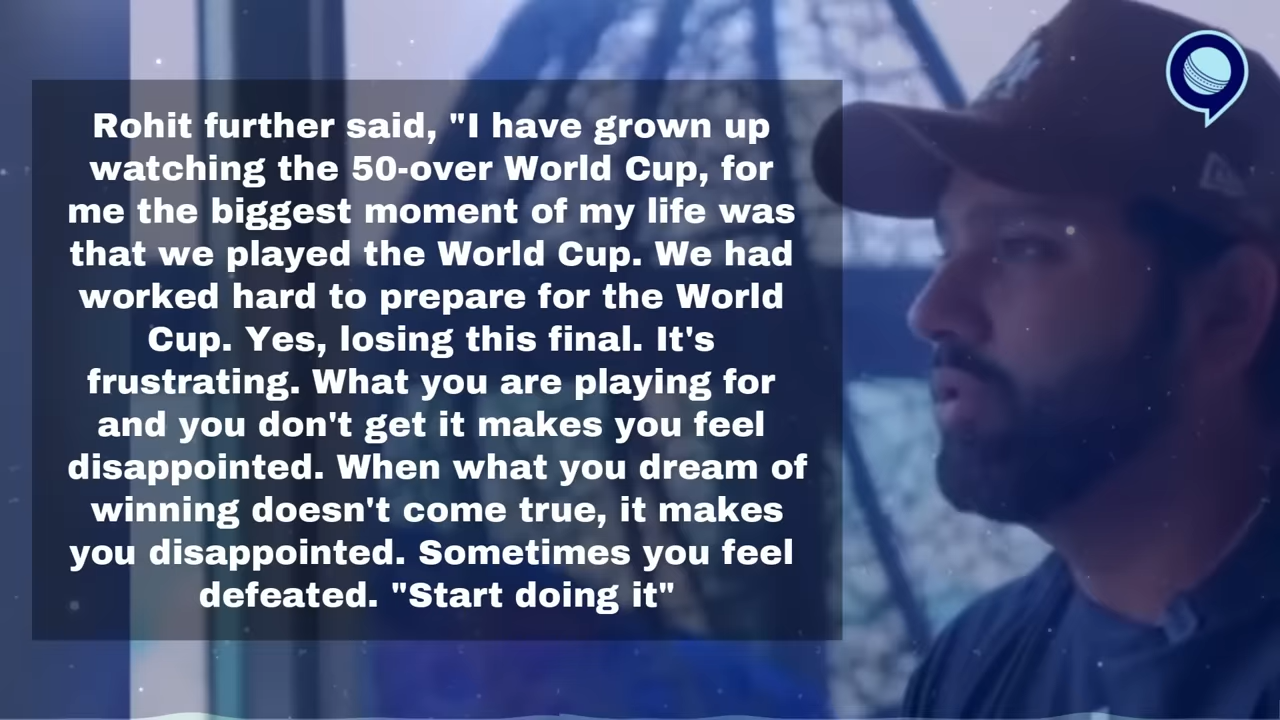 Rohit further said, "I have grown up
watching the 50-over World Cup, for
me the biggest moment of my life was
that we played the World Cup. We had
worked hard to prepare for the World
Cup. Yes, losing this final. It's
frustrating. What you are playing for
and you don't get it makes you feel
disappointed. When what you dream of
winning doesn't come true, it makes
you disappointed. Sometimes you feel
defeated. "Start doing it"